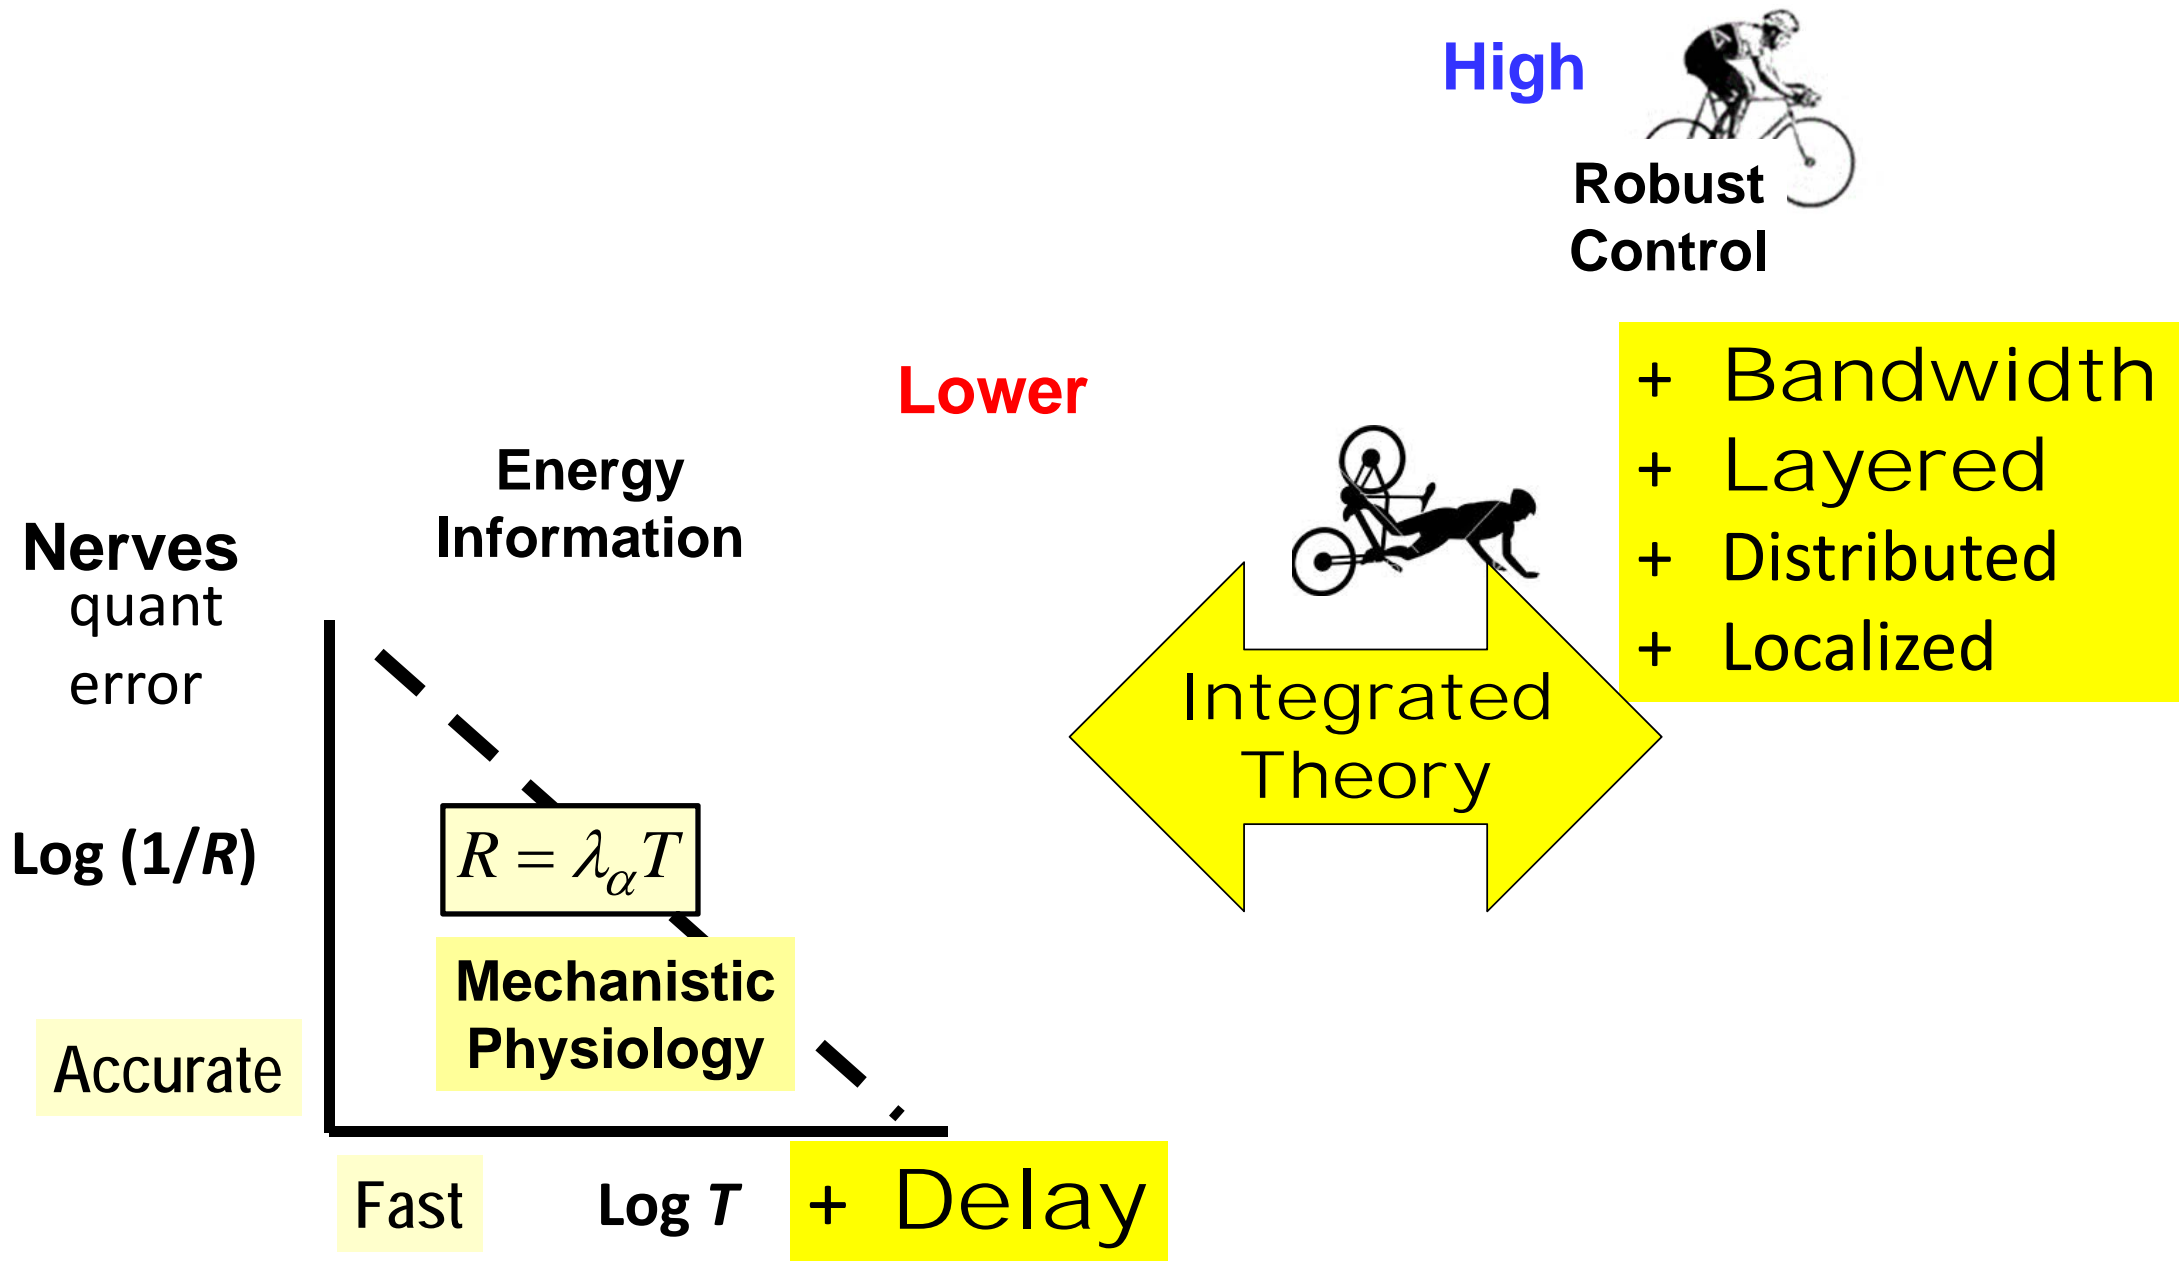 High
Robust
Control
Lower
+ Bandwidth
+ Layered
+ Distributed
+ Localized
Energy
Information
Nerves
quant
error
Integrated
Theory
Log (1/R)
R = λ_α T
Mechanistic
Physiology
Accurate
Fast
Log T
+ Delay